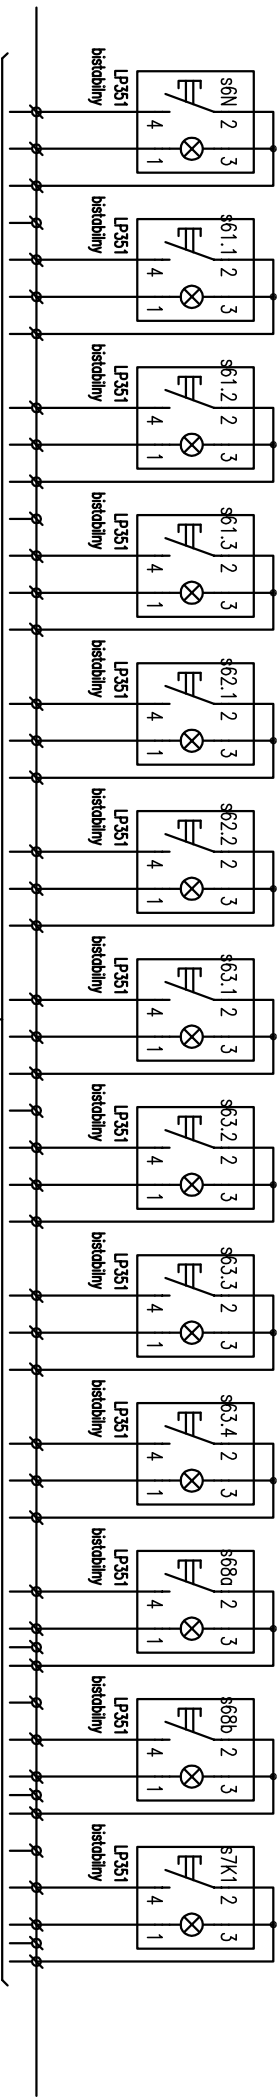 s6N
2
3
4
1
LP351
bistabilny
s61.1
2
3
4
1
LP351
bistabilny
s61.2
2
3
4
1
LP351
bistabilny
s61.3
2
3
4
1
LP351
bistabilny
s62.1
2
3
4
1
LP351
bistabilny
s62.2
2
3
4
1
LP351
bistabilny
s63.1
2
3
4
1
LP351
bistabilny
s63.2
2
3
4
1
LP351
bistabilny
s63.3
2
3
4
1
LP351
bistabilny
s63.4
2
3
4
1
LP351
bistabilny
s68a
2
3
4
1
LP351
bistabilny
s68b
2
3
4
1
LP351
bistabilny
s7K1
2
3
4
1
LP351
bistabilny